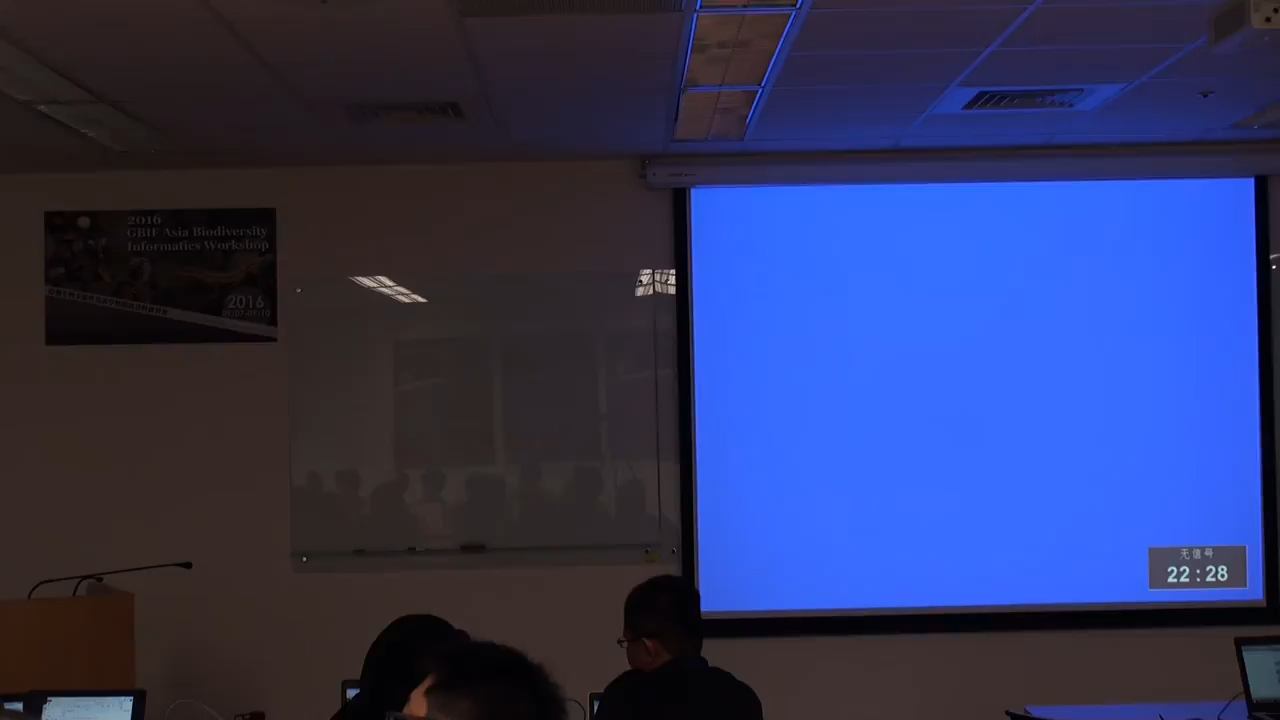 2016
GBIF Asia Biodiversity
Informatics Workshop
2016
无信号
22:28